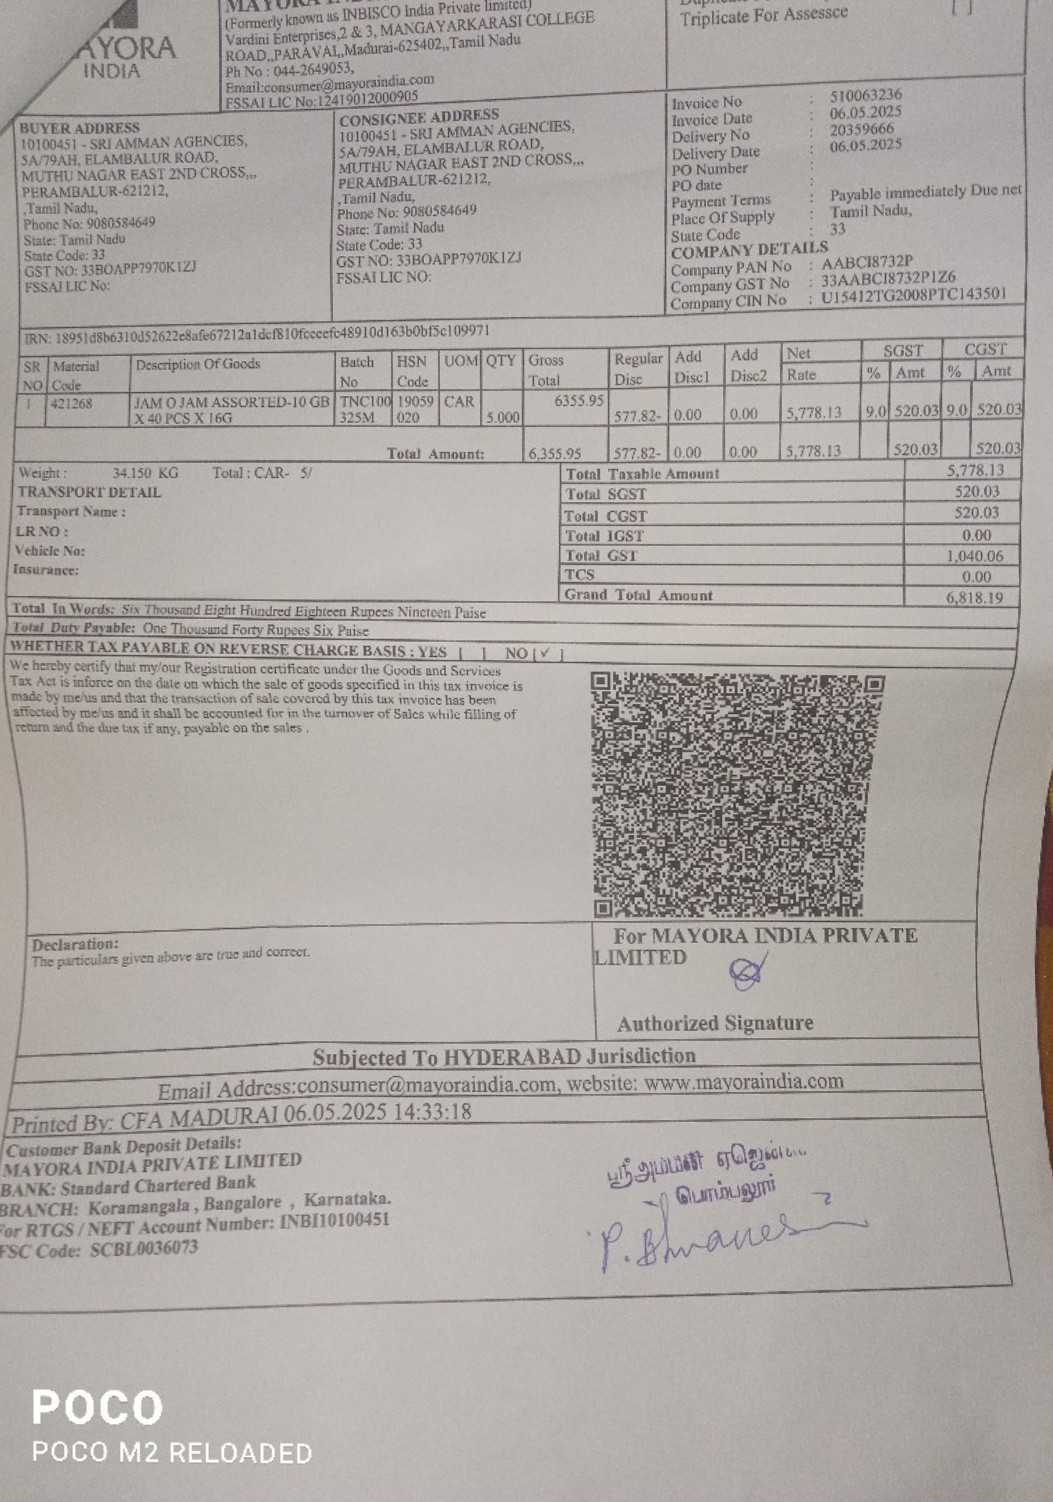 AYORA
INDIA
(Formerly known as INBISCO India Private limited)
Vardini Enterprises,2 & 3, MANGAYARKARASI COLLEGE
ROAD,,PARAVAI,,Madurai-625402,,Tamil Nadu
Ph No : 044-2649053,
Email:consumer@mayoraindia.com
FSSAI LIC No:12419012000905
Triplicate For Assessce
[ ]
BUYER ADDRESS
10100451 - SRI AMMAN AGENCIES,
5A/79AH, ELAMBALUR ROAD,
MUTHU NAGAR EAST 2ND CROSS,,,
PERAMBALUR-621212,
,Tamil Nadu,
Phone No: 9080584649
State: Tamil Nadu
State Code: 33
GST NO: 33BOAPP7970K1ZJ
FSSAI LIC No:
CONSIGNEE ADDRESS
10100451 - SRI AMMAN AGENCIES,
5A/79AH, ELAMBALUR ROAD,
MUTHU NAGAR EAST 2ND CROSS,,,
PERAMBALUR-621212,
,Tamil Nadu,
Phone No: 9080584649
State: Tamil Nadu
State Code: 33
GST NO: 33BOAPP7970K1ZJ
FSSAI LIC NO:
Invoice No : 510063236
Invoice Date : 06.05.2025
Delivery No : 20359666
Delivery Date : 06.05.2025
PO Number :
PO date :
Payment Terms : Payable immediately Due net
Place Of Supply : Tamil Nadu,
State Code : 33
COMPANY DETAILS
Company PAN No : AABCI8732P
Company GST No : 33AABCI8732P1Z6
Company CIN No : U15412TG2008PTC143501
IRN: 18951d8b6310d52622e8afe67212a1dcf810fcccefc48910d163b0bf5c109971
SR Material Description Of Goods Batch HSN UOM QTY Gross Regular Add Add Net SGST CGST
NO Code No Code Total Disc Disc1 Disc2 Rate % Amt % Amt
1 421268 JAM O JAM ASSORTED-10 GB TNC100 19059 CAR 6355.95
X 40 PCS X 16G 325M 020 5.000 577.82- 0.00 0.00 5,778.13 9.0 520.03 9.0 520.03
Total Amount: 6,355.95 577.82- 0.00 0.00 5,778.13 520.03 520.03
Weight : 34.150 KG Total : CAR- 5/
TRANSPORT DETAIL
Transport Name :
LR NO :
Vehicle No:
Insurance:
Total Taxable Amount 5,778.13
Total SGST 520.03
Total CGST 520.03
Total IGST 0.00
Total GST 1,040.06
TCS 0.00
Grand Total Amount 6,818.19
Total In Words: Six Thousand Eight Hundred Eighteen Rupees Nineteen Paise
Total Duty Payable: One Thousand Forty Rupees Six Paise
WHETHER TAX PAYABLE ON REVERSE CHARGE BASIS : YES [ ] NO [✓]
We hereby certify that my/our Registration certificate under the Goods and Services
Tax Act is inforce on the date on which the sale of goods specified in this tax invoice is
made by me/us and that the transaction of sale covered by this tax invoice has been
affected by me/us and it shall be accounted for in the turnover of Sales while filling of
return and the due tax if any, payable on the sales .
Declaration:
The particulars given above are true and correct.
For MAYORA INDIA PRIVATE
LIMITED
Authorized Signature
Subjected To HYDERABAD Jurisdiction
Email Address:consumer@mayoraindia.com, website: www.mayoraindia.com
Printed By: CFA MADURAI 06.05.2025 14:33:18
Customer Bank Deposit Details:
MAYORA INDIA PRIVATE LIMITED
BANK: Standard Chartered Bank
BRANCH: Koramangala , Bangalore , Karnataka.
For RTGS / NEFT Account Number: INBI10100451
FSC Code: SCBL0036073
ஸ்ரீ அம்மன்
P.
POCO
POCO M2 RELOADED